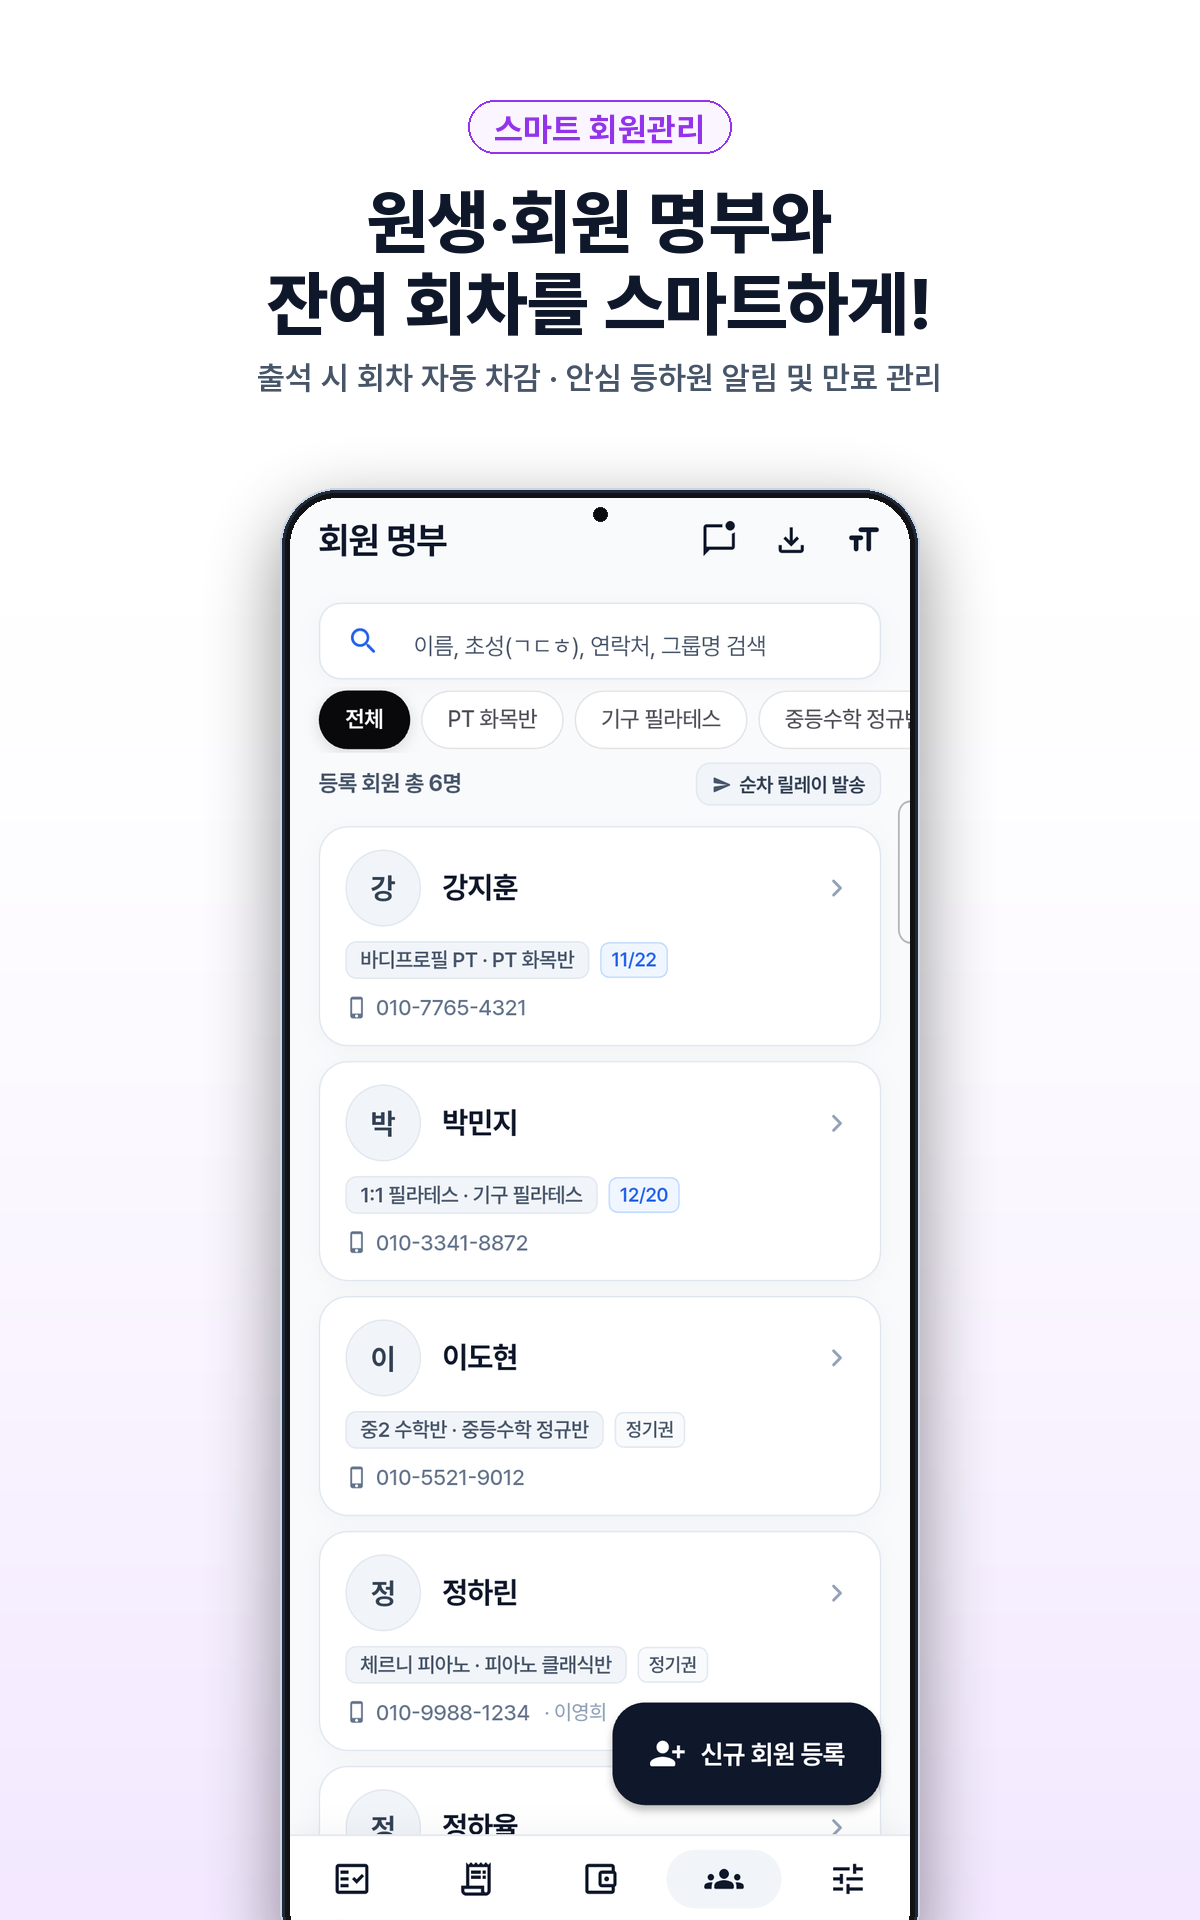 스마트 회원관리
원생·회원 명부와
잔여 회차를 스마트하게!
출석 시 회차 자동 차감 · 안심 등하원 알림 및 만료 관리
회원 명부
이름, 초성(ㄱㄷㅎ), 연락처, 그룹명 검색
전체 PT 화목반 기구 필라테스 중등수학 정규반
등록 회원 총 6명 순차 릴레이 발송
강 강지훈
바디프로필 PT · PT 화목반 11/22
010-7765-4321
박 박민지
1:1 필라테스 · 기구 필라테스 12/20
010-3341-8872
이 이도현
중2 수학반 · 중등수학 정규반 정기권
010-5521-9012
정 정하린
체르니 피아노 · 피아노 클래식반 정기권
010-9988-1234 · 이영희
신규 회원 등록
정 정하율